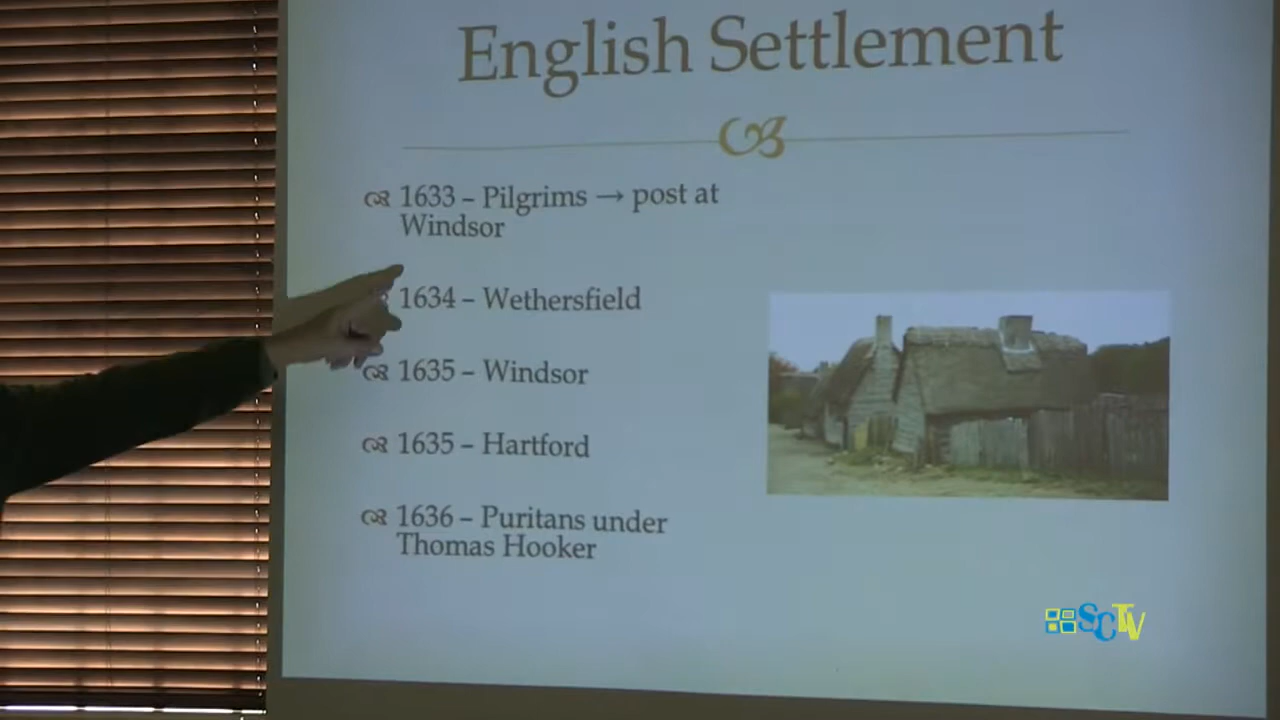 English Settlement
1633 – Pilgrims → post at
Windsor
1634 – Wethersfield
1635 – Windsor
1635 – Hartford
1636 – Puritans under
Thomas Hooker
SCTV